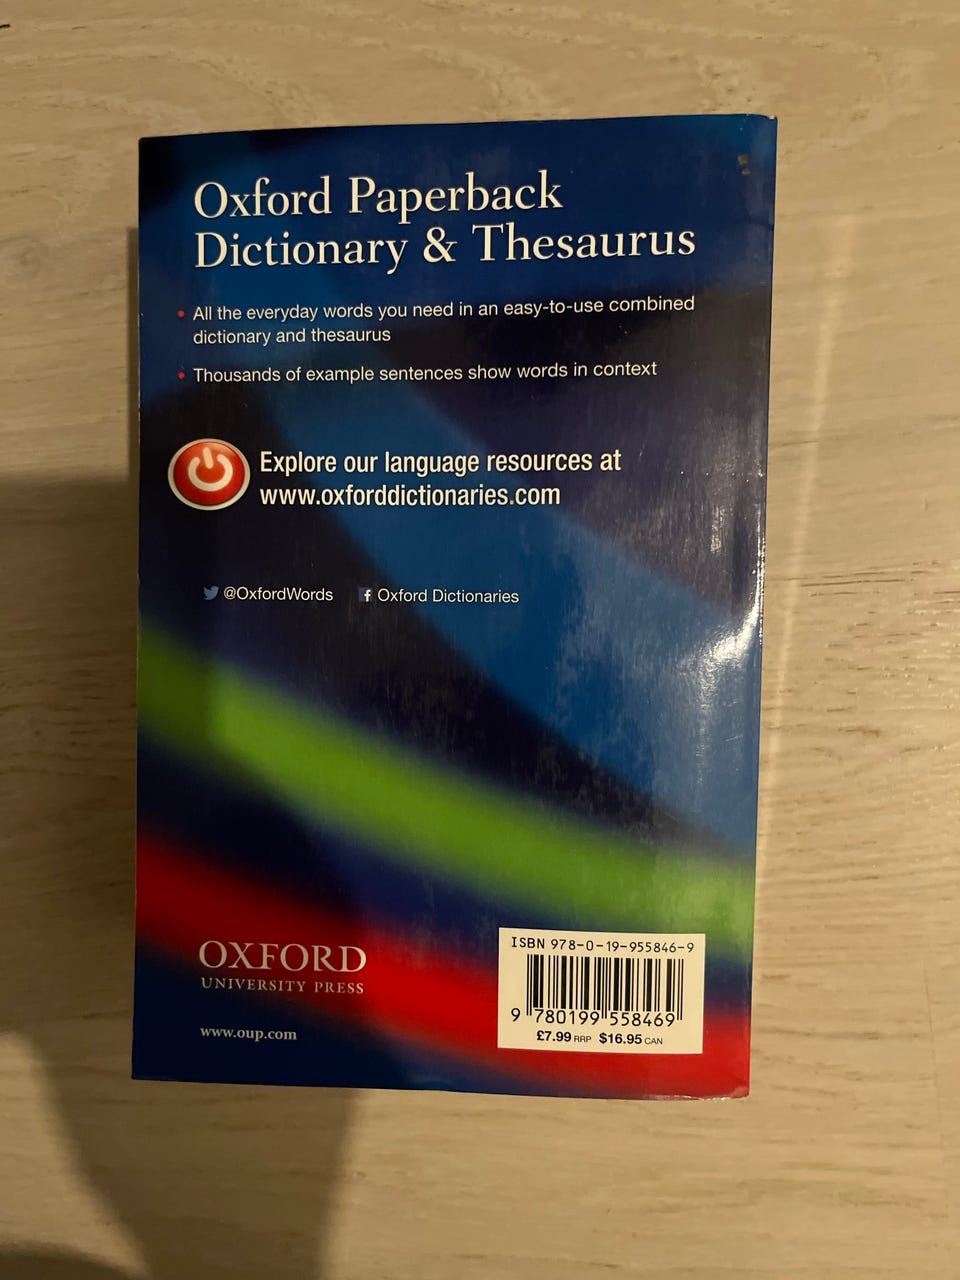 Oxford Paperback
Dictionary & Thesaurus
• All the everyday words you need in an easy-to-use combined
dictionary and thesaurus
• Thousands of example sentences show words in context
Explore our language resources at
www.oxforddictionaries.com
@OxfordWords f Oxford Dictionaries
OXFORD
UNIVERSITY PRESS
www.oup.com
ISBN 978-0-19-955846-9
9 780199 558469
£7.99 RRP $16.95 CAN